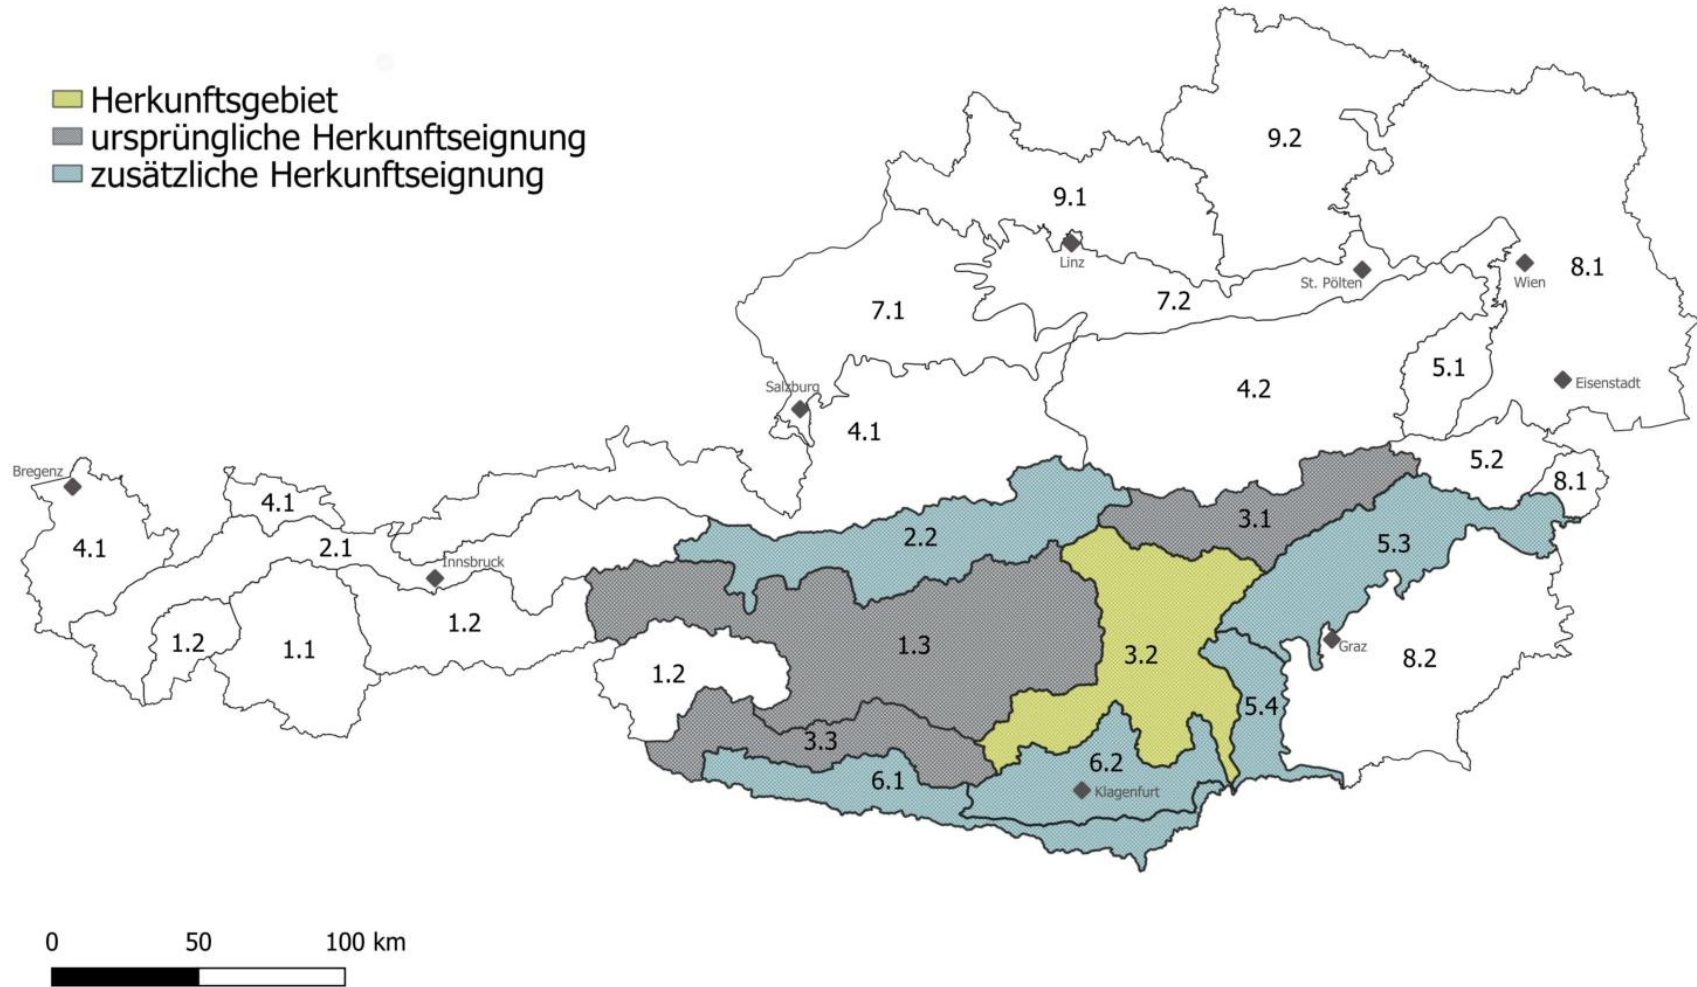 Herkunftsgebiet
ursprüngliche Herkunftseignung
zusätzliche Herkunftseignung
9.2
9.1
Linz
St. Pölten
Wien
8.1
7.1
7.2
Salzburg
5.1
Eisenstadt
4.2
4.1
Bregenz
5.2
8.1
4.1
3.1
4.1
2.1
2.2
5.3
Innsbruck
1.2
1.1
1.2
1.3
3.2
Graz
8.2
1.2
5.4
3.3
6.1
6.2
Klagenfurt
0 50 100 km